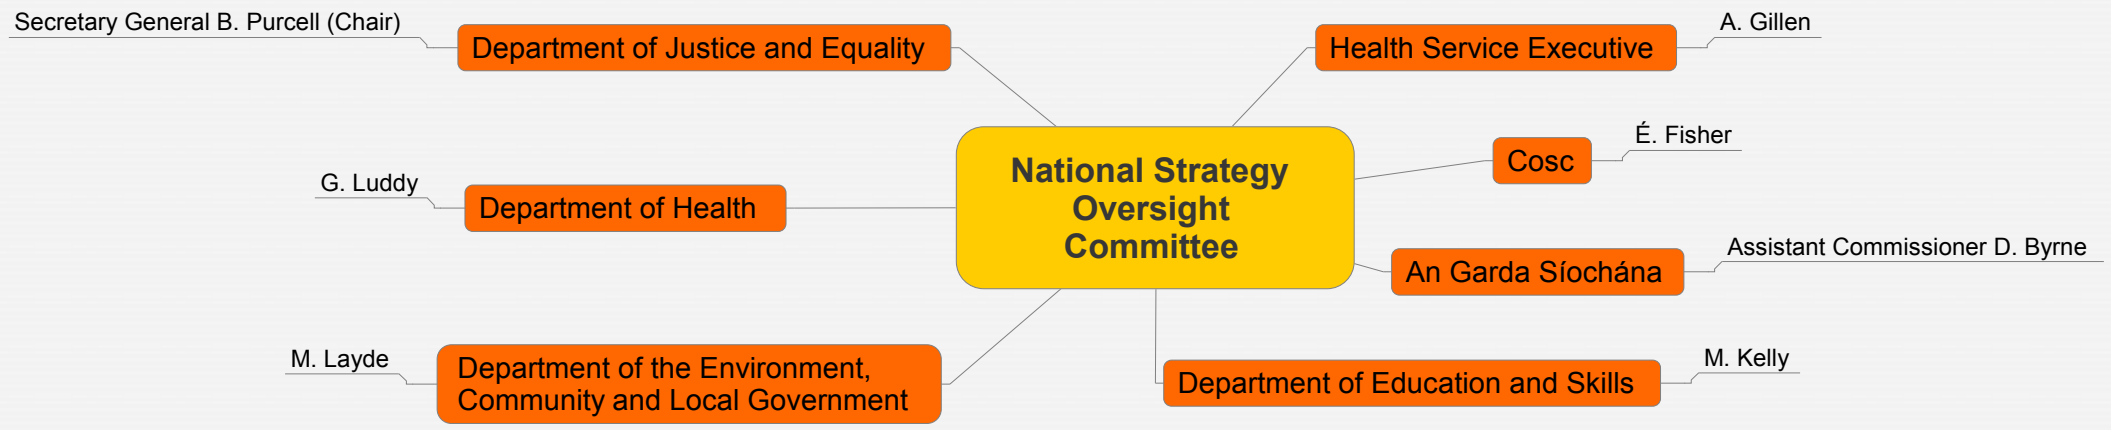 Secretary General B. Purcell (Chair)
Department of Justice and Equality
Health Service Executive
A. Gillen
G. Luddy
Department of Health
National Strategy
Oversight
Committee
Cosc
É. Fisher
An Garda Síochána
Assistant Commissioner D. Byrne
M. Layde
Department of the Environment,
Community and Local Government
Department of Education and Skills
M. Kelly